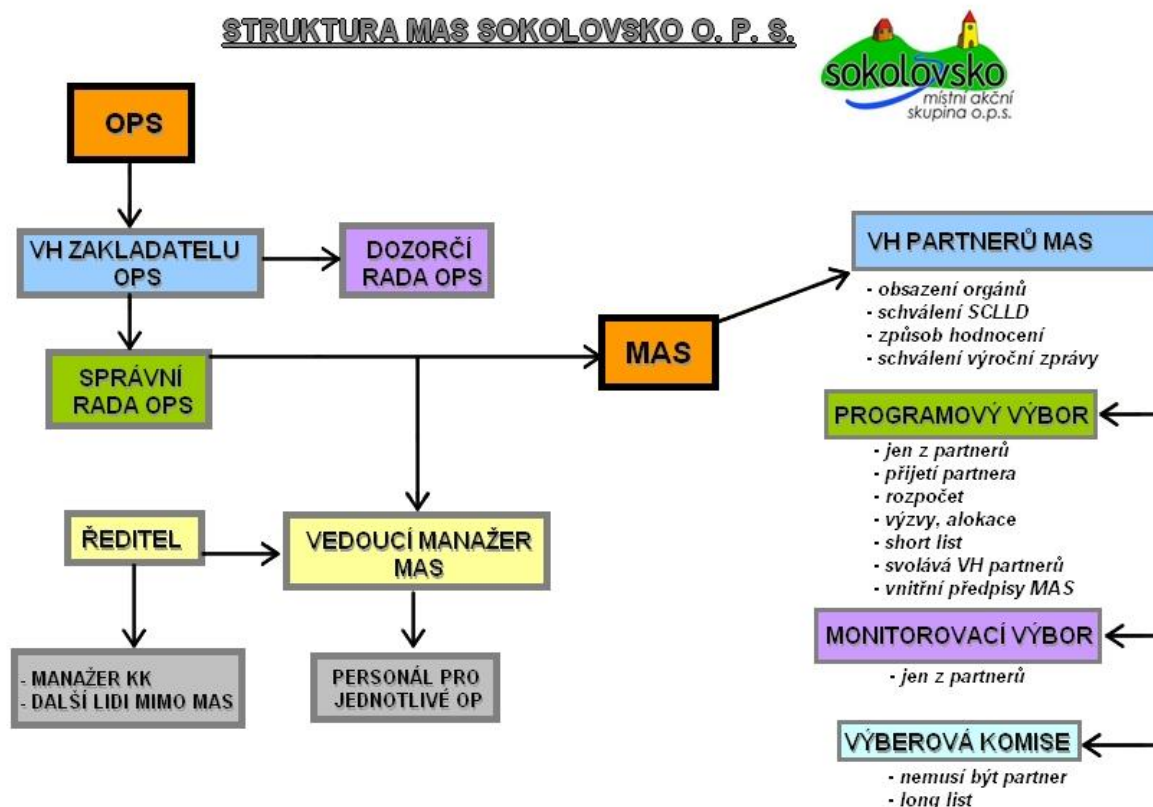 STRUKTURA MAS SOKOLOVSKO O. P. S.
sokolovsko
místní akční
skupina o.p.s.
OPS
VH ZAKLADATELU
OPS
DOZORČÍ
RADA OPS
VH PARTNERŮ MAS
- obsazení orgánů
- schválení SCLLD
- způsob hodnocení
- schválení výroční zprávy
MAS
SPRÁVNÍ
RADA OPS
PROGRAMOVÝ VÝBOR
- jen z partnerů
- přijetí partnera
- rozpočet
- výzvy, alokace
- short list
- svolává VH partnerů
- vnitřní předpisy MAS
ŘEDITEL
VEDOUCÍ MANAŽER
MAS
- MANAŽER KK
- DALŠÍ LIDI MIMO MAS
PERSONÁL PRO
JEDNOTLIVÉ OP
MONITOROVACÍ VÝBOR
- jen z partnerů
VÝBEROVÁ KOMISE
- nemusí být partner
- long list